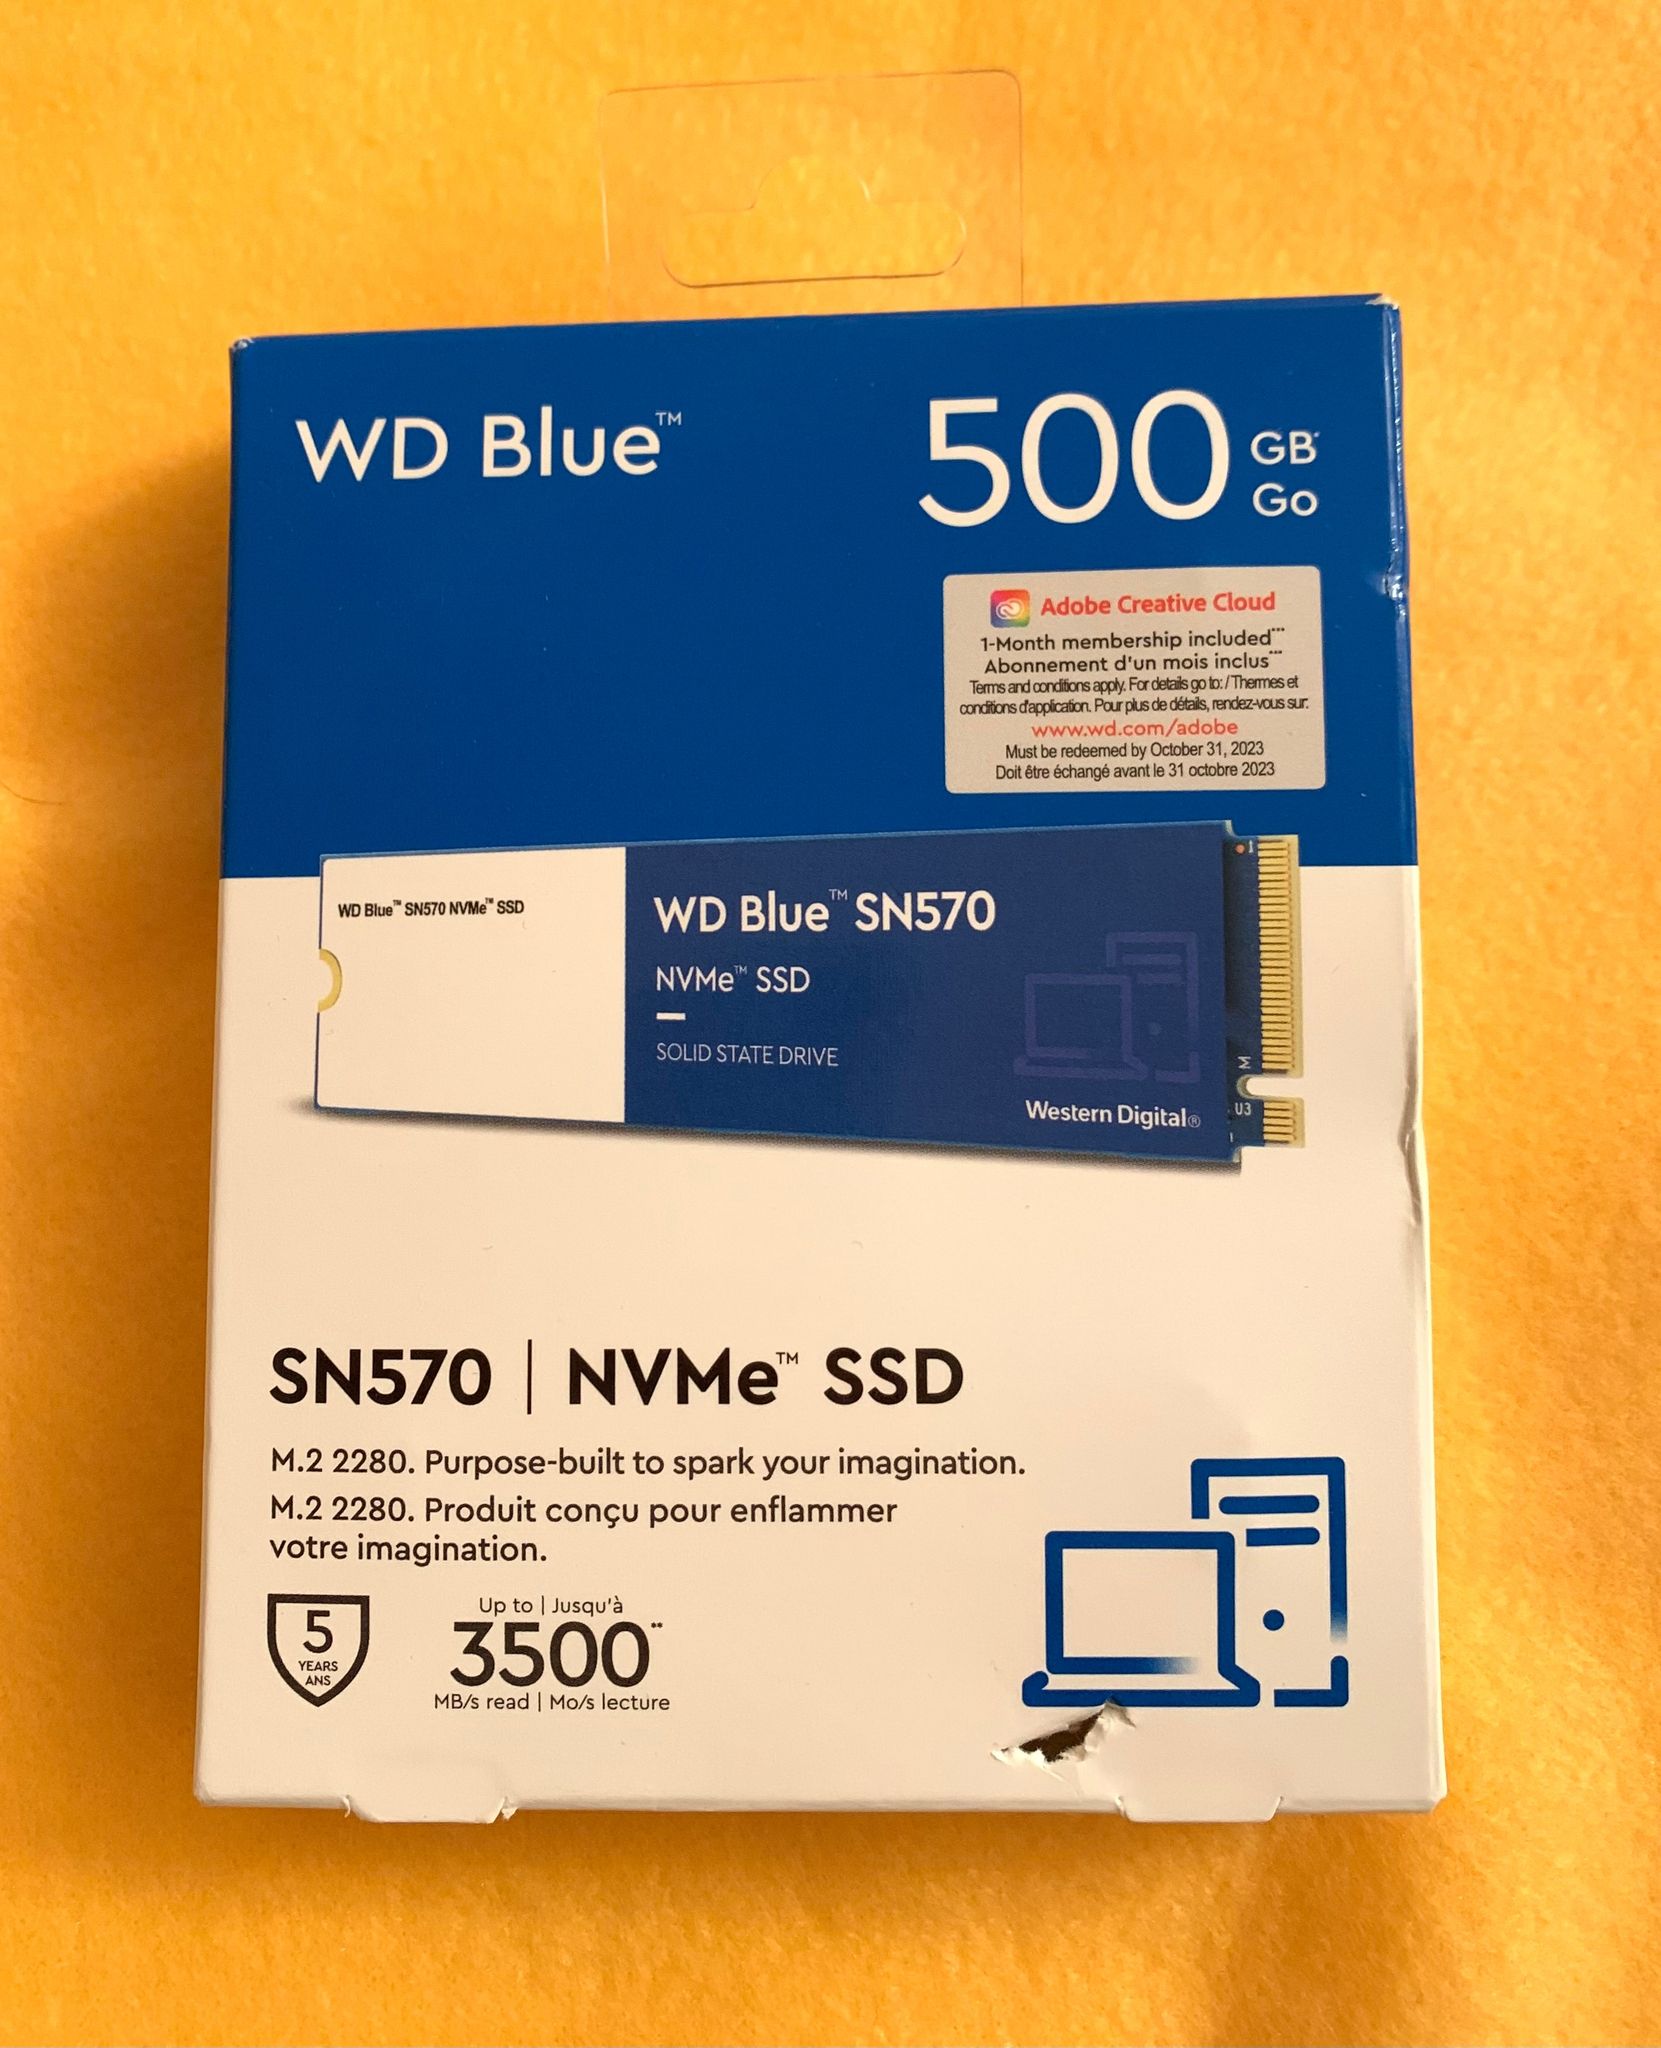 WD Blue™
500 GB*
Go
Adobe Creative Cloud
1-Month membership included***
Abonnement d'un mois inclus***
Terms and conditions apply. For details go to: / Thermes et
conditions d'application. Pour plus de détails, rendez-vous sur:
www.wd.com/adobe
Must be redeemed by October 31, 2023
Doit être échangé avant le 31 octobre 2023
WD Blue™ SN570 NVMe™ SSD
WD Blue™ SN570
NVMe™ SSD
SOLID STATE DRIVE
Western Digital®
1
M
U3
SN570 | NVMe™ SSD
M.2 2280. Purpose-built to spark your imagination.
M.2 2280. Produit conçu pour enflammer
votre imagination.
5
YEARS
ANS
Up to | Jusqu'à
3500**
MB/s read | Mo/s lecture